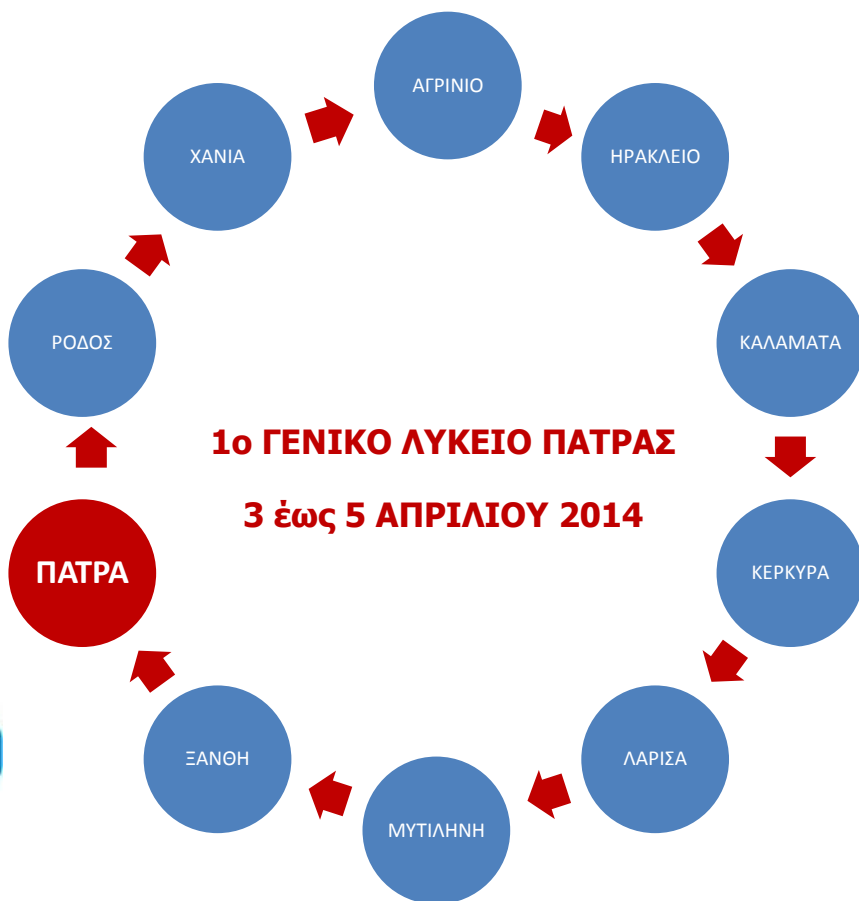 ΑΓΡΙΝΙΟ
ΗΡΑΚΛΕΙΟ
ΚΑΛΑΜΑΤΑ
ΚΕΡΚΥΡΑ
ΛΑΡΙΣΑ
ΜΥΤΙΛΗΝΗ
ΞΑΝΘΗ
ΠΑΤΡΑ
ΡΟΔΟΣ
ΧΑΝΙΑ
1ο ΓΕΝΙΚΟ ΛΥΚΕΙΟ ΠΑΤΡΑΣ
3 έως 5 ΑΠΡΙΛΙΟΥ 2014